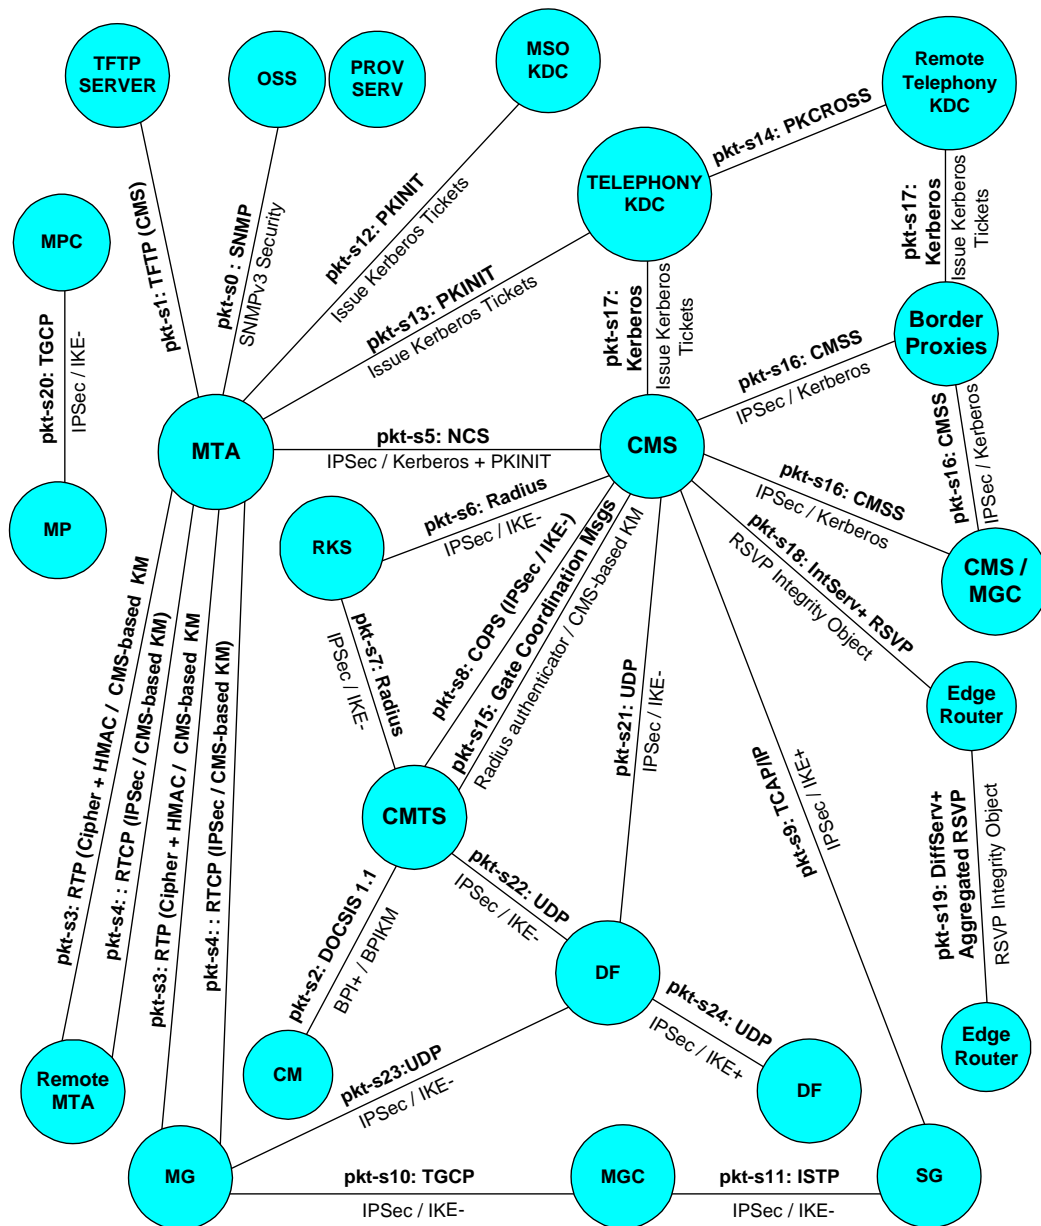 TFTP
SERVER
OSS
PROV
SERV
MSO
KDC
Remote
Telephony
KDC
pkt-s14: PKCROSS
TELEPHONY
KDC
MPC
pkt-s1: TFTP (CMS)
pkt-s0 : SNMP
SNMPv3 Security
pkt-s12: PKINIT
Issue Kerberos Tickets
pkt-s13: PKINIT
Issue Kerberos Tickets
pkt-s17:
Kerberos
Issue Kerberos
Tickets
pkt-s17:
Kerberos
Issue Kerberos
Tickets
pkt-s20: TGCP
IPSec / IKE-
Border
Proxies
pkt-s16: CMSS
IPSec / Kerberos
MTA
pkt-s5: NCS
IPSec / Kerberos + PKINIT
CMS
pkt-s16: CMSS
IPSec / Kerberos
pkt-s16: CMSS
IPSec / Kerberos
MP
RKS
pkt-s6: Radius
IPSec / IKE-
CMS /
MGC
pkt-s18: IntServ+ RSVP
RSVP Integrity Object
pkt-s7: Radius
IPSec / IKE-
pkt-s8: COPS (IPSec / IKE-)
pkt-s15: Gate Coordination Msgs
Radius authenticator / CMS-based KM
pkt-s21: UDP
IPSec / IKE-
pkt-s9: TCAP/IP
IPSec / IKE+
Edge
Router
pkt-s3: RTP (Cipher + HMAC / CMS-based KM
pkt-s4: : RTCP (IPSec / CMS-based KM)
pkt-s3: RTP (Cipher + HMAC / CMS-based KM
pkt-s4: : RTCP (IPSec / CMS-based KM)
CMTS
pkt-s22: UDP
IPSec / IKE-
pkt-s19: DiffServ+
Aggregated RSVP
RSVP Integrity Object
pkt-s2: DOCSIS 1.1
BPI+ / BPIKM
DF
pkt-s24: UDP
IPSec / IKE+
Edge
Router
Remote
MTA
CM
pkt-s23:UDP
IPSec / IKE-
DF
MG
pkt-s10: TGCP
IPSec / IKE-
MGC
pkt-s11: ISTP
IPSec / IKE-
SG